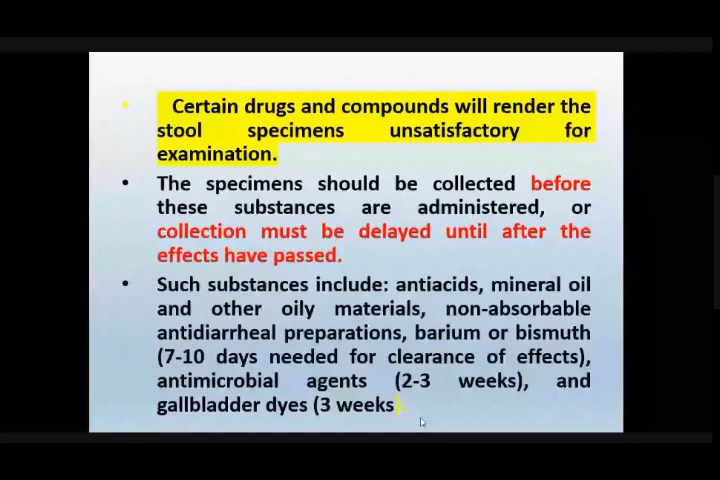 • Certain drugs and compounds will render the
stool specimens unsatisfactory for
examination.
• The specimens should be collected before
these substances are administered, or
collection must be delayed until after the
effects have passed.
• Such substances include: antiacids, mineral oil
and other oily materials, non-absorbable
antidiarrheal preparations, barium or bismuth
(7-10 days needed for clearance of effects),
antimicrobial agents (2-3 weeks), and
gallbladder dyes (3 weeks).